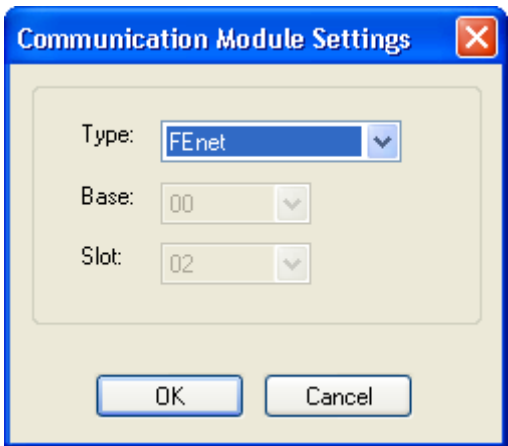 Communication Module Settings
Type: FEnet
Base: 00
Slot: 02
OK Cancel